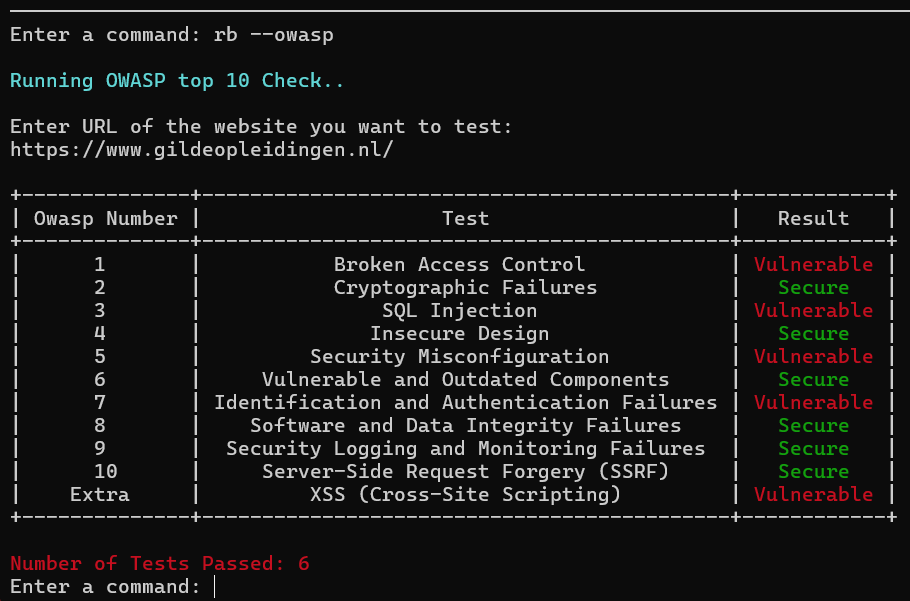 Enter a command: rb --owasp
Running OWASP top 10 Check..
Enter URL of the website you want to test:
https://www.gildeopleidingen.nl/
+--------------+--------------------------------------------+------------+
| Owasp Number | Test | Result |
+--------------+--------------------------------------------+------------+
| 1 | Broken Access Control | Vulnerable |
| 2 | Cryptographic Failures | Secure |
| 3 | SQL Injection | Vulnerable |
| 4 | Insecure Design | Secure |
| 5 | Security Misconfiguration | Vulnerable |
| 6 | Vulnerable and Outdated Components | Secure |
| 7 | Identification and Authentication Failures | Vulnerable |
| 8 | Software and Data Integrity Failures | Secure |
| 9 | Security Logging and Monitoring Failures | Secure |
| 10 | Server-Side Request Forgery (SSRF) | Secure |
| Extra | XSS (Cross-Site Scripting) | Vulnerable |
+--------------+--------------------------------------------+------------+
Number of Tests Passed: 6
Enter a command: